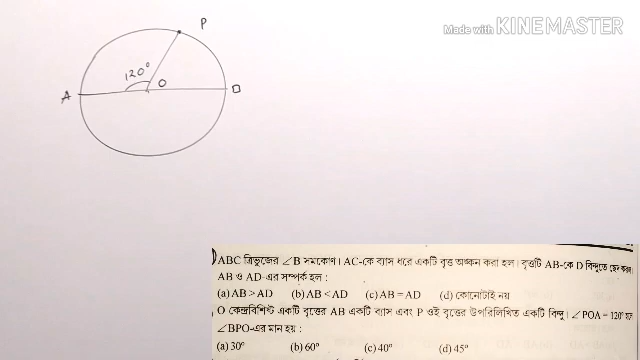 Made with KINEMASTER
P
120°
O
A
ABC ত্রিভুজের ∠B সমকোণ। AC-কে ব্যাস ধরে একটি বৃত্ত অঙ্কন করা হল। বৃত্তটি AB-কে D বিন্দুতে ছেদ করল।
AB ও AD-এর সম্পর্ক হল :
(a) AB > AD (b) AB < AD (c) AB = AD (d) কোনোটাই নয়
O কেন্দ্রবিশিষ্ট একটি বৃত্তের AB একটি ব্যাস এবং P ওই বৃত্তের উপরিলিখিত একটি বিন্দু। ∠POA = 120° হলে
∠BPO-এর মান হয় :
(a) 30° (b) 60° (c) 40° (d) 45°